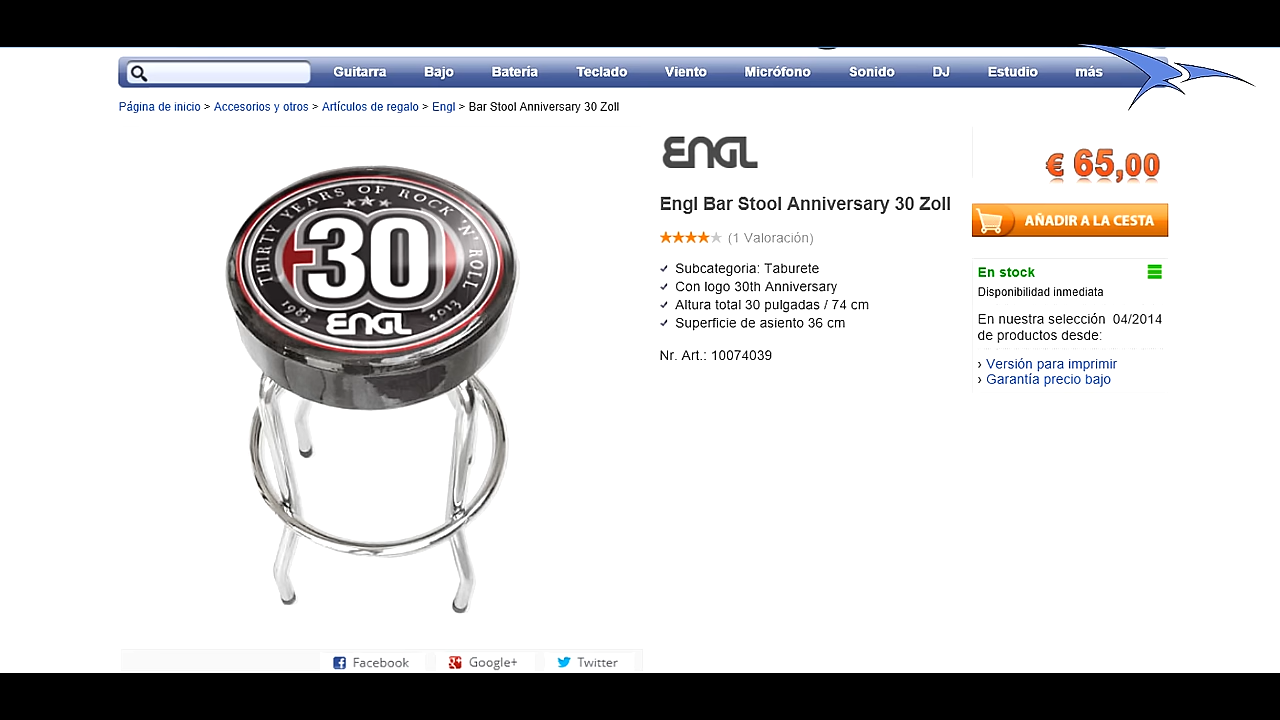 Guitarra Bajo Batería Teclado Viento Micrófono Sonido DJ Estudio más
Página de inicio > Accesorios y otros > Artículos de regalo > Engl > Bar Stool Anniversary 30 Zoll
THIRTY YEARS OF ROCK 'N' ROLL
30
1983 ENGL 2013
ENGL
Engl Bar Stool Anniversary 30 Zoll
(1 Valoración)
Subcategoria: Taburete
Con logo 30th Anniversary
Altura total 30 pulgadas / 74 cm
Superficie de asiento 36 cm
Nr. Art.: 10074039
€ 65,00
AÑADIR A LA CESTA
En stock
Disponibilidad inmediata
En nuestra selección 04/2014
de productos desde:
› Versión para imprimir
› Garantía precio bajo
Facebook Google+ Twitter